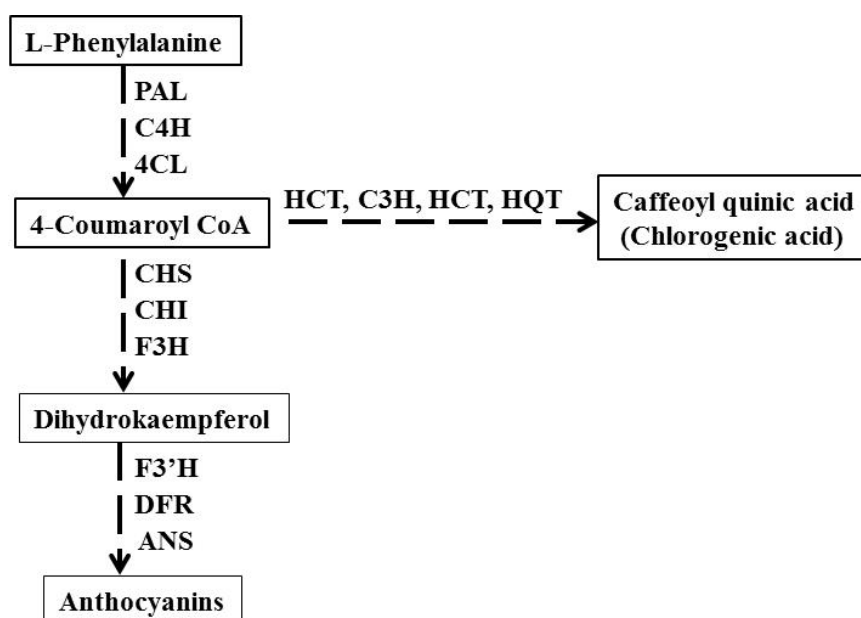 L-Phenylalanine
PAL
C4H
4CL
4-Coumaroyl CoA
HCT, C3H, HCT, HQT
Caffeoyl quinic acid
(Chlorogenic acid)
CHS
CHI
F3H
Dihydrokaempferol
F3’H
DFR
ANS
Anthocyanins